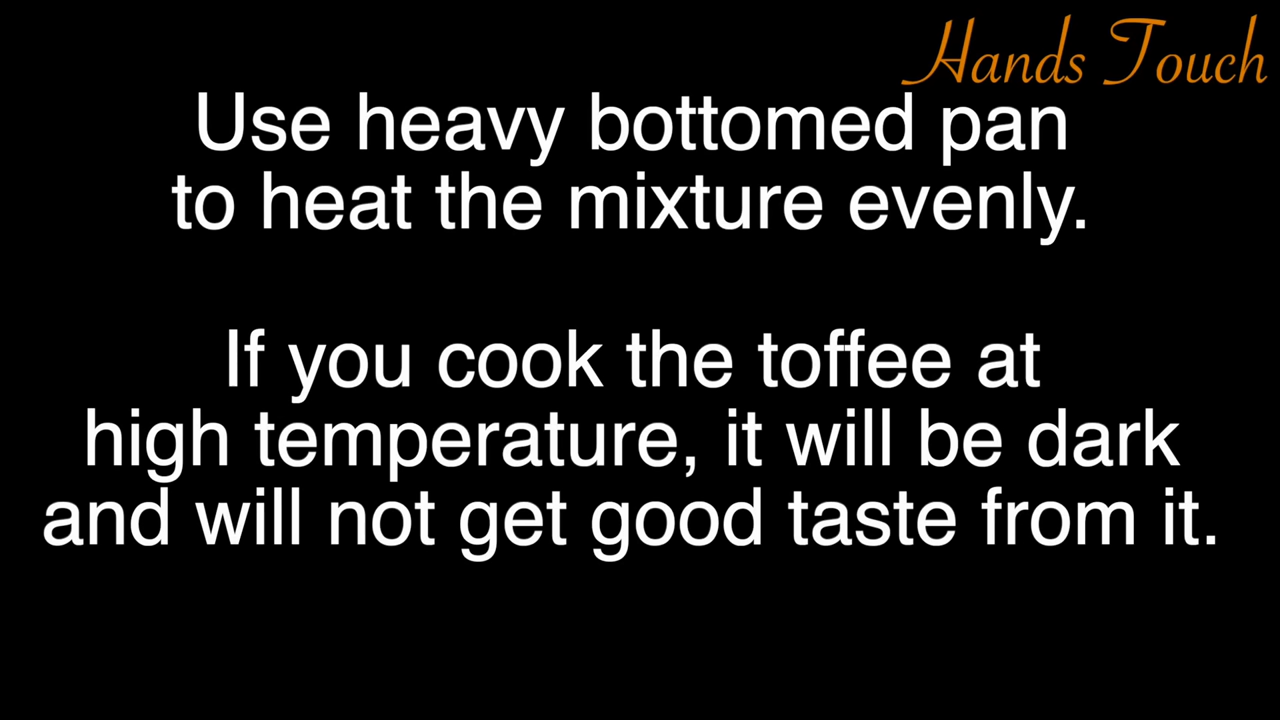 Hands Touch
Use heavy bottomed pan
to heat the mixture evenly.
If you cook the toffee at
high temperature, it will be dark
and will not get good taste from it.